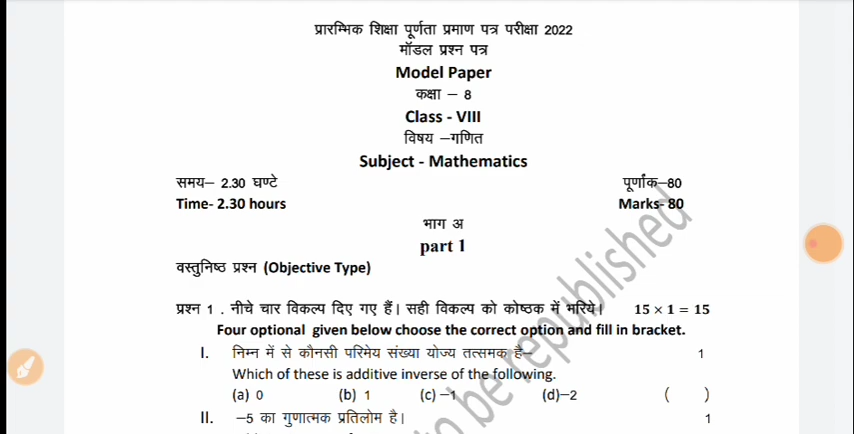 प्रारम्भिक शिक्षा पूर्णता प्रमाण पत्र परीक्षा 2022
मॉडल प्रश्न पत्र
Model Paper
कक्षा – 8
Class - VIII
विषय –गणित
Subject - Mathematics
समय– 2.30 घण्टे पूर्णांक–80
Time- 2.30 hours Marks- 80
भाग अ
part 1
वस्तुनिष्ठ प्रश्न (Objective Type)
प्रश्न 1 . नीचे चार विकल्प दिए गए हैं। सही विकल्प को कोष्ठक में भरिये। 15 × 1 = 15
Four optional given below choose the correct option and fill in bracket.
I. निम्न में से कौनसी परिमेय संख्या योज्य तत्समक है– 1
Which of these is additive inverse of the following.
(a) 0 (b) 1 (c) –1 (d)–2 ( )
II. –5 का गुणात्मक प्रतिलोम है। 1
to be republished